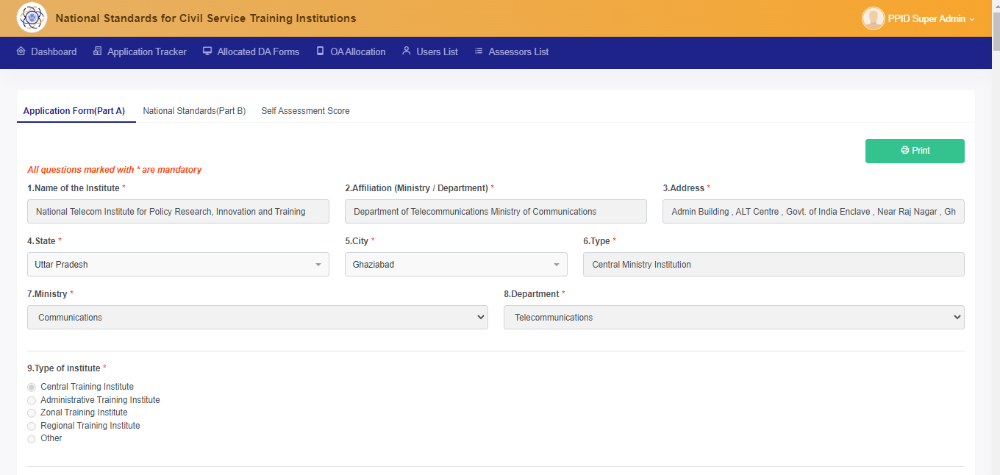 National Standards for Civil Service Training Institutions
PPID Super Admin
Dashboard Application Tracker Allocated DA Forms OA Allocation Users List Assessors List
Application Form(Part A) National Standards(Part B) Self Assessment Score
Print
All questions marked with * are mandatory
1.Name of the Institute * 2.Affiliation (Ministry / Department) * 3.Address *
National Telecom Institute for Policy Research, Innovation and Training Department of Telecommunications Ministry of Communications Admin Building , ALT Centre , Govt. of India Enclave , Near Raj Nagar , Gh
4.State * 5.City * 6.Type *
Uttar Pradesh Ghaziabad Central Ministry Institution
7.Ministry * 8.Department *
Communications Telecommunications
9.Type of institute *
Central Training Institute
Administrative Training Institute
Zonal Training Institute
Regional Training Institute
Other